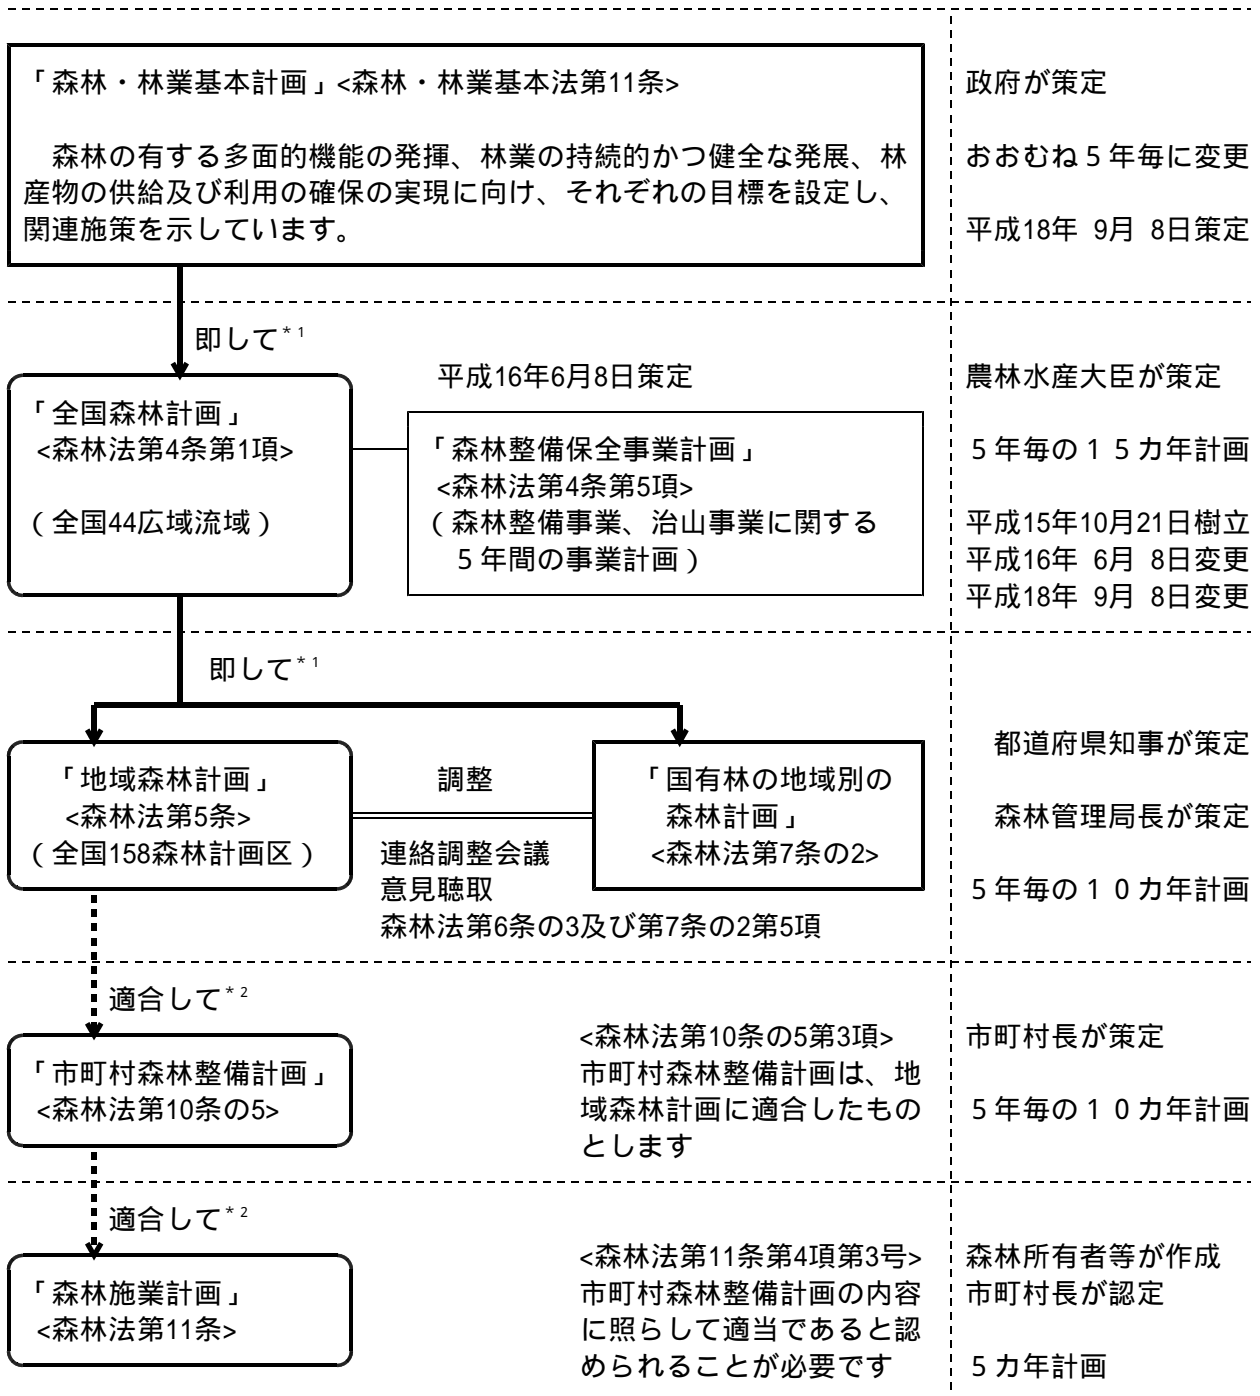 「森林・林業基本計画」<森林・林業基本法第11条>
森林の有する多面的機能の発揮、林業の持続的かつ健全な発展、林
産物の供給及び利用の確保の実現に向け、それぞれの目標を設定し、
関連施策を示しています。
政府が策定
おおむね5年毎に変更
平成18年 9月 8日策定
即して*1
「全国森林計画」
<森林法第4条第1項>
(全国44広域流域)
平成16年6月8日策定
「森林整備保全事業計画」
<森林法第4条第5項>
(森林整備事業、治山事業に関する
5年間の事業計画)
農林水産大臣が策定
5年毎の15カ年計画
平成15年10月21日樹立
平成16年 6月 8日変更
平成18年 9月 8日変更
即して*1
「地域森林計画」
<森林法第5条>
(全国158森林計画区)
調整
連絡調整会議
意見聴取
森林法第6条の3及び第7条の2第5項
「国有林の地域別の
森林計画」
<森林法第7条の2>
都道府県知事が策定
森林管理局長が策定
5年毎の10カ年計画
適合して*2
「市町村森林整備計画」
<森林法第10条の5>
<森林法第10条の5第3項>
市町村森林整備計画は、地
域森林計画に適合したもの
とします
市町村長が策定
5年毎の10カ年計画
適合して*2
「森林施業計画」
<森林法第11条>
<森林法第11条第4項第3号>
市町村森林整備計画の内容
に照らして適当であると認
められることが必要です
森林所有者等が作成
市町村長が認定
5カ年計画